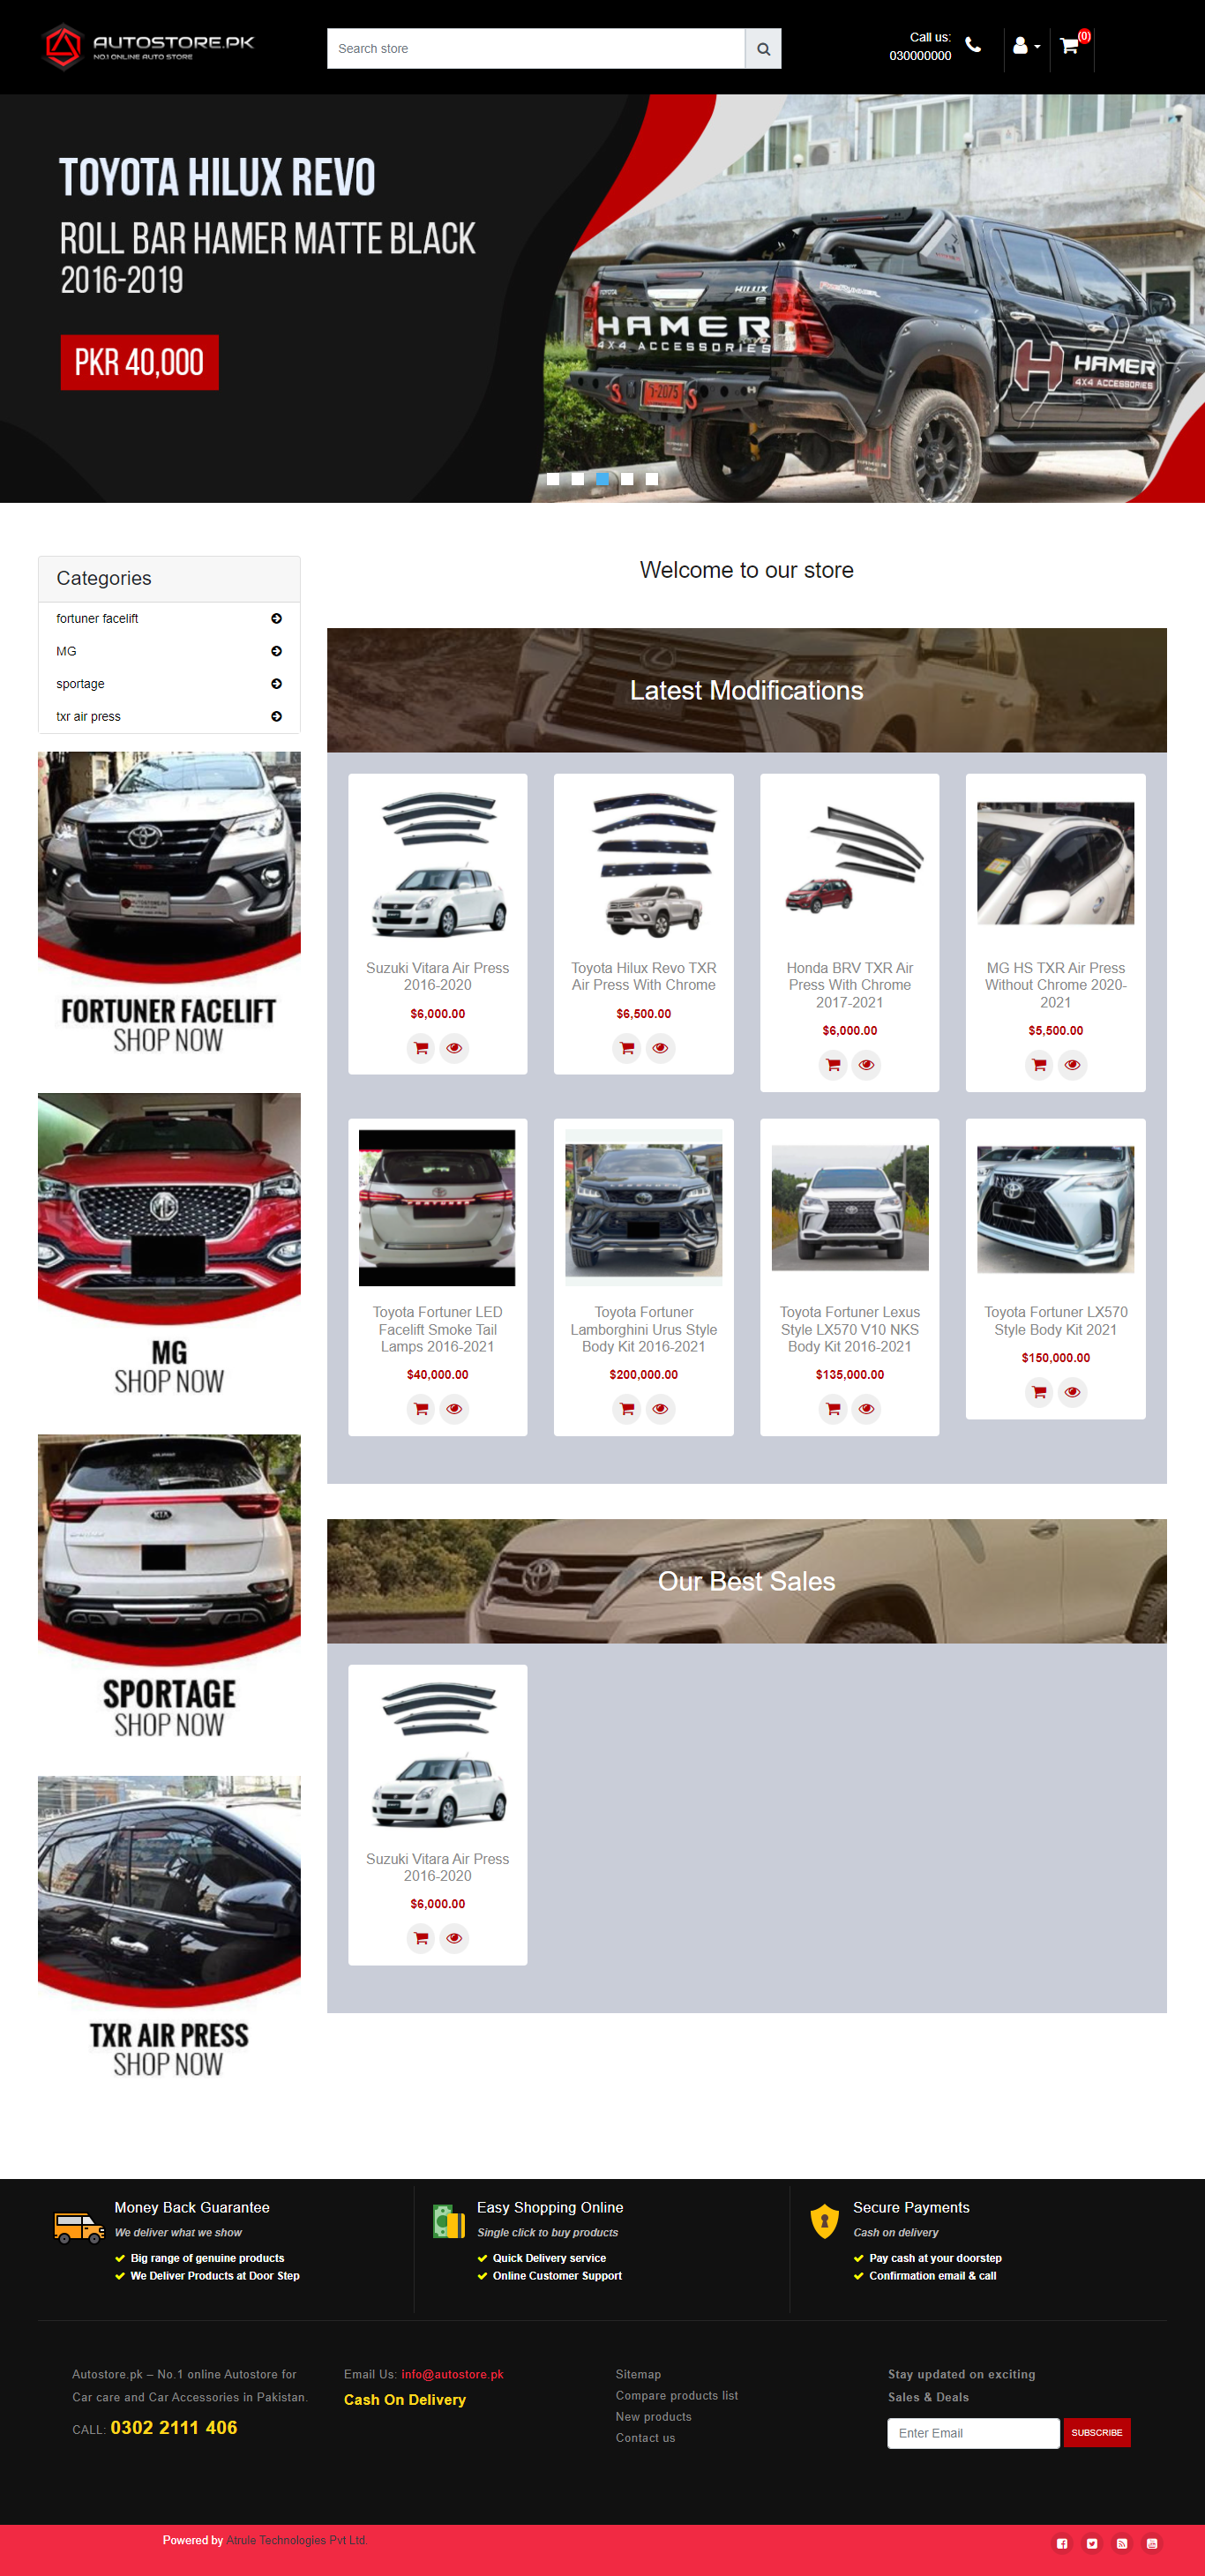 AUTOSTORE.PK
NO.1 ONLINE AUTO STORE
Search store
Call us:
030000000
(0)
TOYOTA HILUX REVO
ROLL BAR HAMER MATTE BLACK
2016-2019
PKR 40,000
TOYOTA
HILUX
REVO
HAMER
4X4 ACCESSORIES
HAMER
4X4 ACCESSORIES
Categories
fortuner facelift
MG
sportage
txr air press
Welcome to our store
Latest Modifications
FORTUNER FACELIFT
SHOP NOW
MG
MG
SHOP NOW
KIA
SPORTAGE
SHOP NOW
TXR AIR PRESS
SHOP NOW
Suzuki Vitara Air Press
2016-2020
$6,000.00
Toyota Hilux Revo TXR
Air Press With Chrome
$6,500.00
Honda BRV TXR Air
Press With Chrome
2017-2021
$6,000.00
MG HS TXR Air Press
Without Chrome 2020-
2021
$5,500.00
Toyota Fortuner LED
Facelift Smoke Tail
Lamps 2016-2021
$40,000.00
Toyota Fortuner
Lamborghini Urus Style
Body Kit 2016-2021
$200,000.00
Toyota Fortuner Lexus
Style LX570 V10 NKS
Body Kit 2016-2021
$135,000.00
Toyota Fortuner LX570
Style Body Kit 2021
$150,000.00
Our Best Sales
Suzuki Vitara Air Press
2016-2020
$6,000.00
Money Back Guarantee
We deliver what we show
Big range of genuine products
We Deliver Products at Door Step
Easy Shopping Online
Single click to buy products
Quick Delivery service
Online Customer Support
Secure Payments
Cash on delivery
Pay cash at your doorstep
Confirmation email & call
Autostore.pk – No.1 online Autostore for
Car care and Car Accessories in Pakistan.
CALL: 0302 2111 406
Email Us: info@autostore.pk
Cash On Delivery
Sitemap
Compare products list
New products
Contact us
Stay updated on exciting
Sales & Deals
Enter Email
SUBSCRIBE
Powered by Atrule Technologies Pvt Ltd.